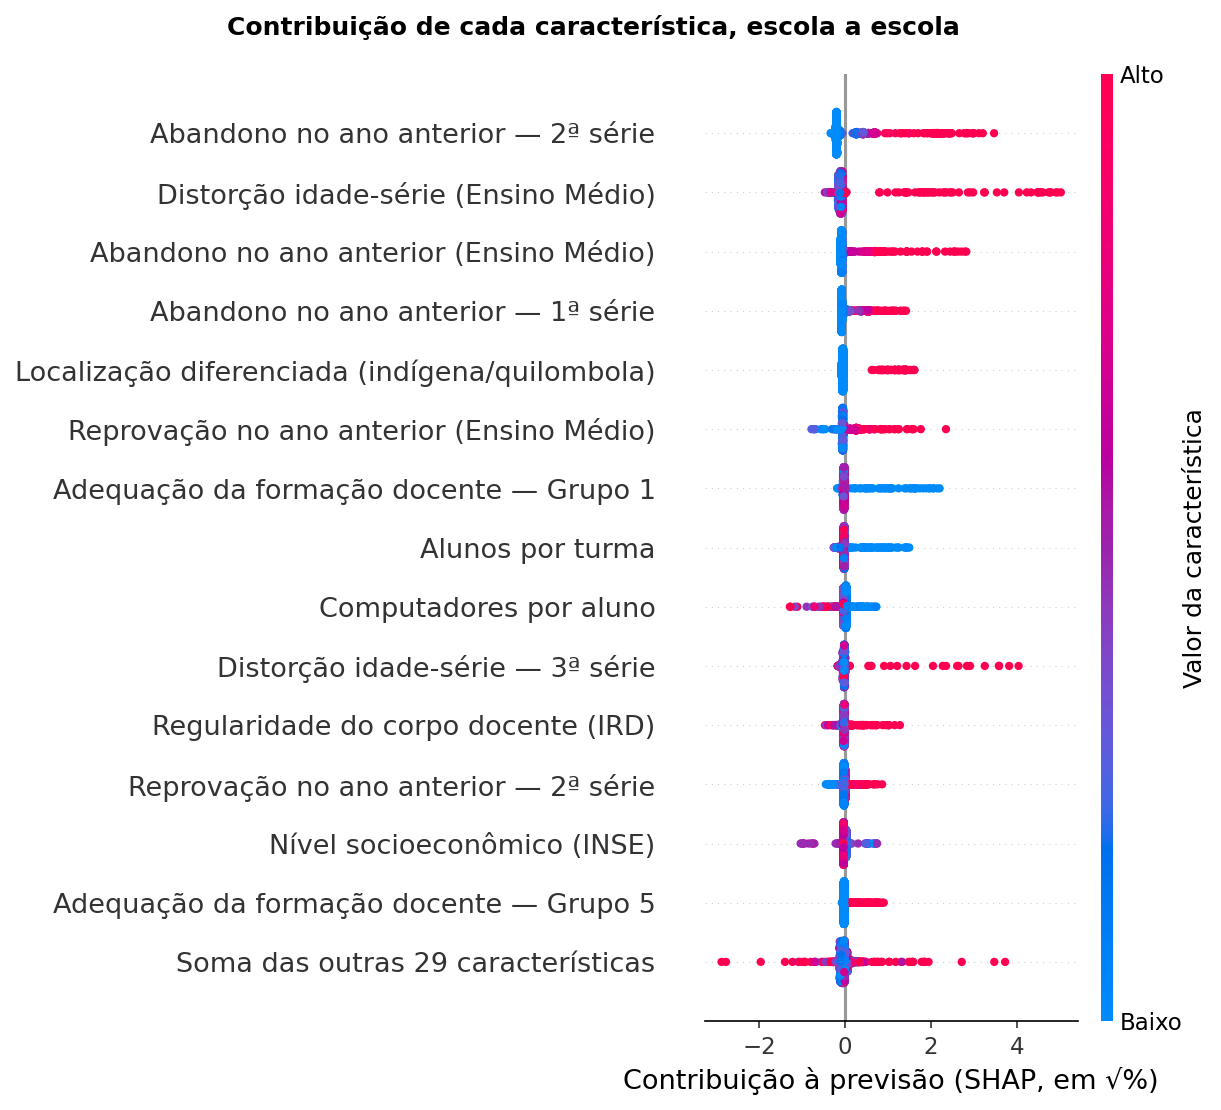 Contribuição de cada característica, escola a escola
Alto
Abandono no ano anterior — 2ª série
Distorção idade-série (Ensino Médio)
Abandono no ano anterior (Ensino Médio)
Abandono no ano anterior — 1ª série
Localização diferenciada (indígena/quilombola)
Reprovação no ano anterior (Ensino Médio)
Adequação da formação docente — Grupo 1
Alunos por turma
Computadores por aluno
Distorção idade-série — 3ª série
Regularidade do corpo docente (IRD)
Reprovação no ano anterior — 2ª série
Nível socioeconômico (INSE)
Adequação da formação docente — Grupo 5
Soma das outras 29 características
Valor da característica
Baixo
−2 0 2 4
Contribuição à previsão (SHAP, em √%)